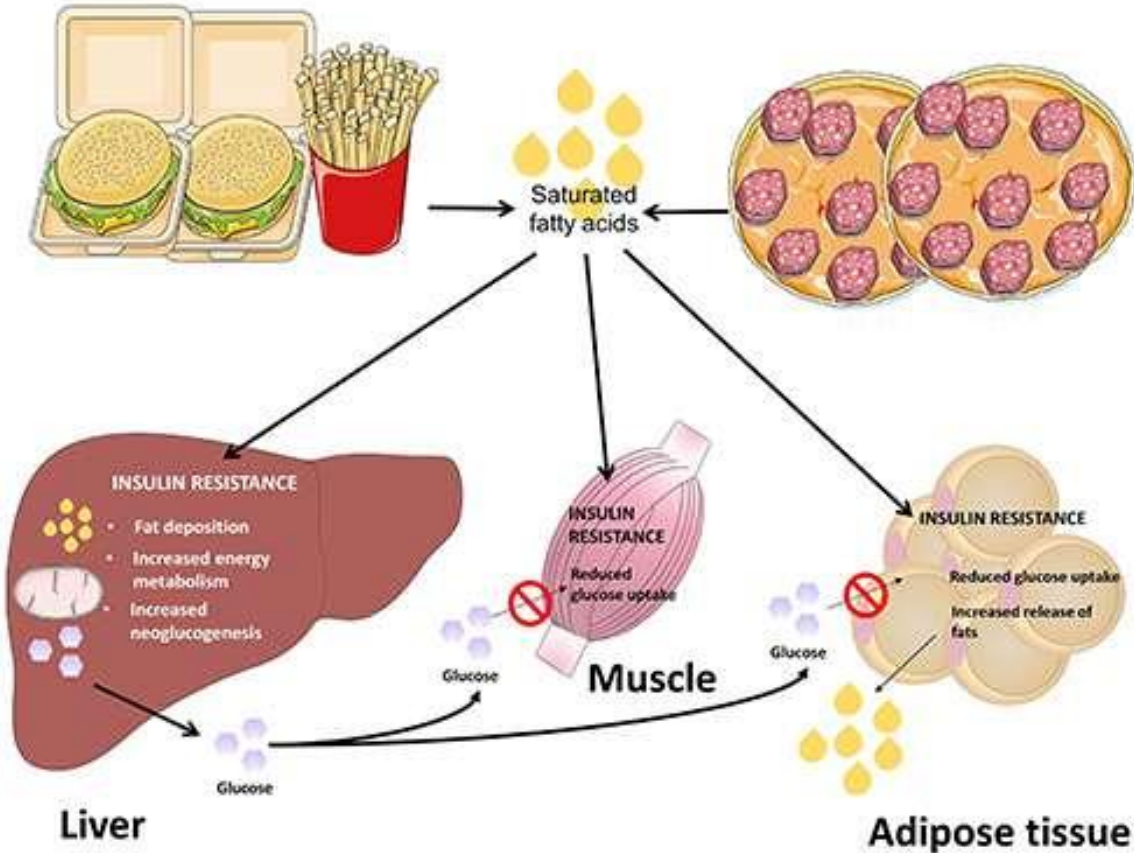 Saturated
fatty acids
INSULIN RESISTANCE
• Fat deposition
• Increased energy
metabolism
• Increased
neoglucogenesis
Glucose
Liver
INSULIN
RESISTANCE
Reduced
glucose uptake
Glucose
Muscle
INSULIN RESISTANCE
Reduced glucose uptake
Increased release of
fats
Glucose
Adipose tissue